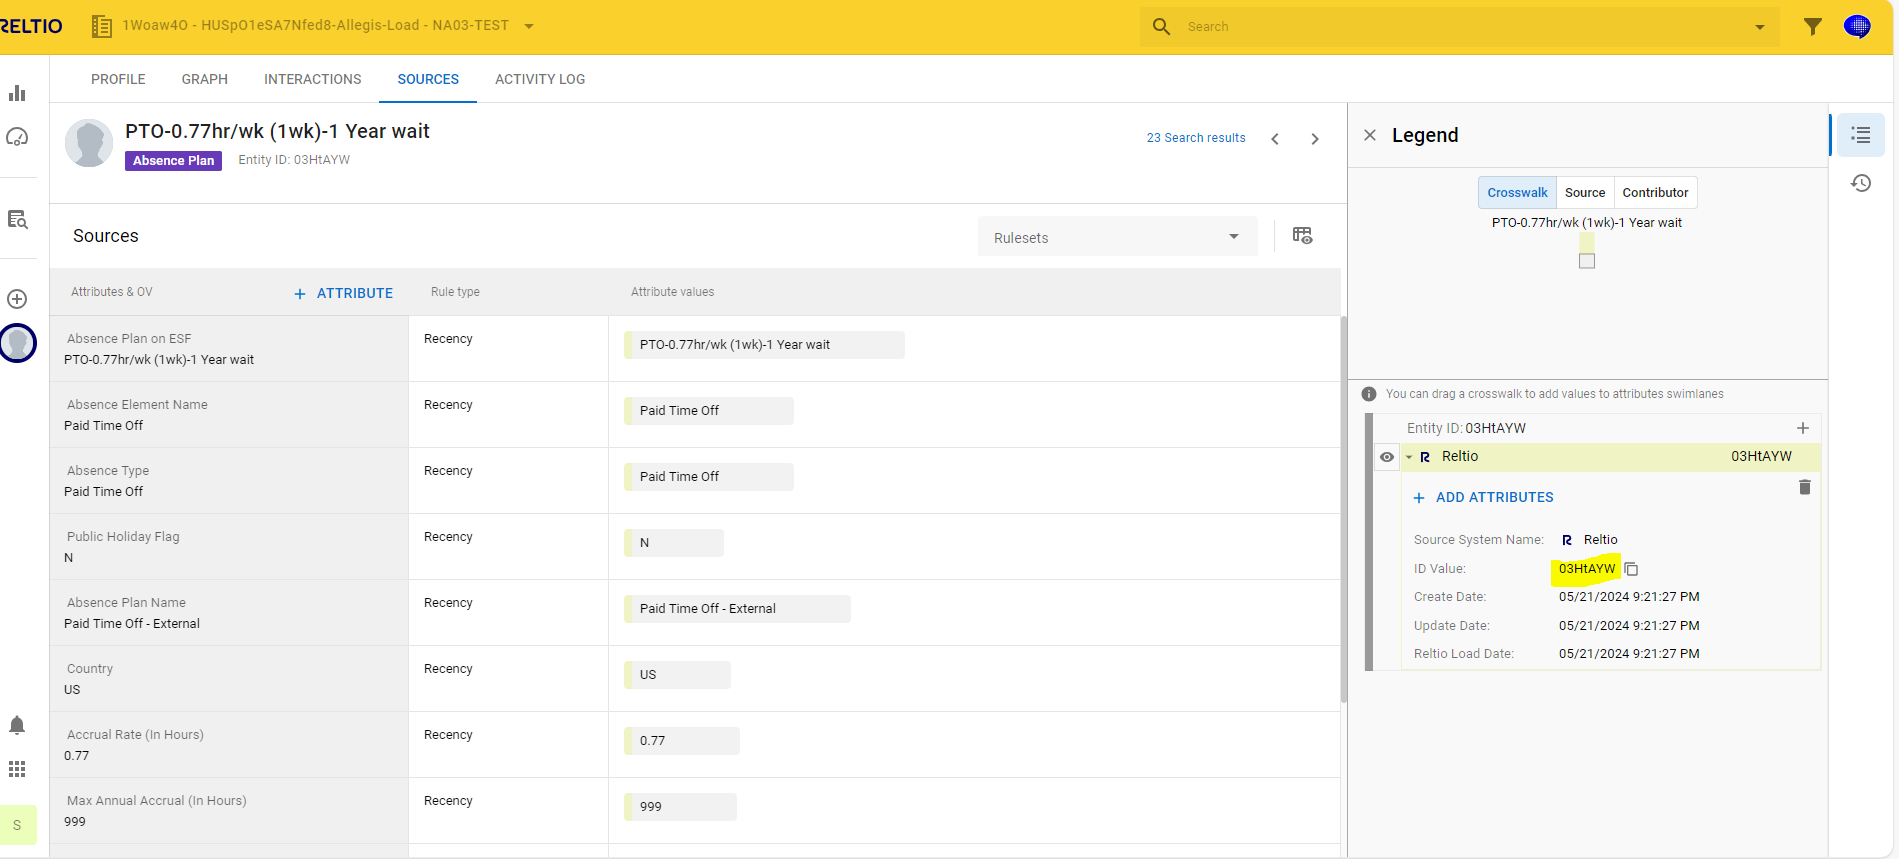 RELTIO
1Woaw4O - HUSpO1eSA7Nfed8-Allegis-Load - NA03-TEST
Search
PROFILE GRAPH INTERACTIONS SOURCES ACTIVITY LOG
PTO-0.77hr/wk (1wk)-1 Year wait
Absence Plan Entity ID: 03HtAYW
23 Search results
Sources
Rulesets
Attributes & OV + ATTRIBUTE Rule type Attribute values
Absence Plan on ESF
PTO-0.77hr/wk (1wk)-1 Year wait
Recency
PTO-0.77hr/wk (1wk)-1 Year wait
Absence Element Name
Paid Time Off
Recency
Paid Time Off
Absence Type
Paid Time Off
Recency
Paid Time Off
Public Holiday Flag
N
Recency
N
Absence Plan Name
Paid Time Off - External
Recency
Paid Time Off - External
Country
US
Recency
US
Accrual Rate (In Hours)
0.77
Recency
0.77
Max Annual Accrual (In Hours)
999
Recency
999
S
Legend
Crosswalk Source Contributor
PTO-0.77hr/wk (1wk)-1 Year wait
You can drag a crosswalk to add values to attributes swimlanes
Entity ID: 03HtAYW
Reltio 03HtAYW
+ ADD ATTRIBUTES
Source System Name: Reltio
ID Value: 03HtAYW
Create Date: 05/21/2024 9:21:27 PM
Update Date: 05/21/2024 9:21:27 PM
Reltio Load Date: 05/21/2024 9:21:27 PM